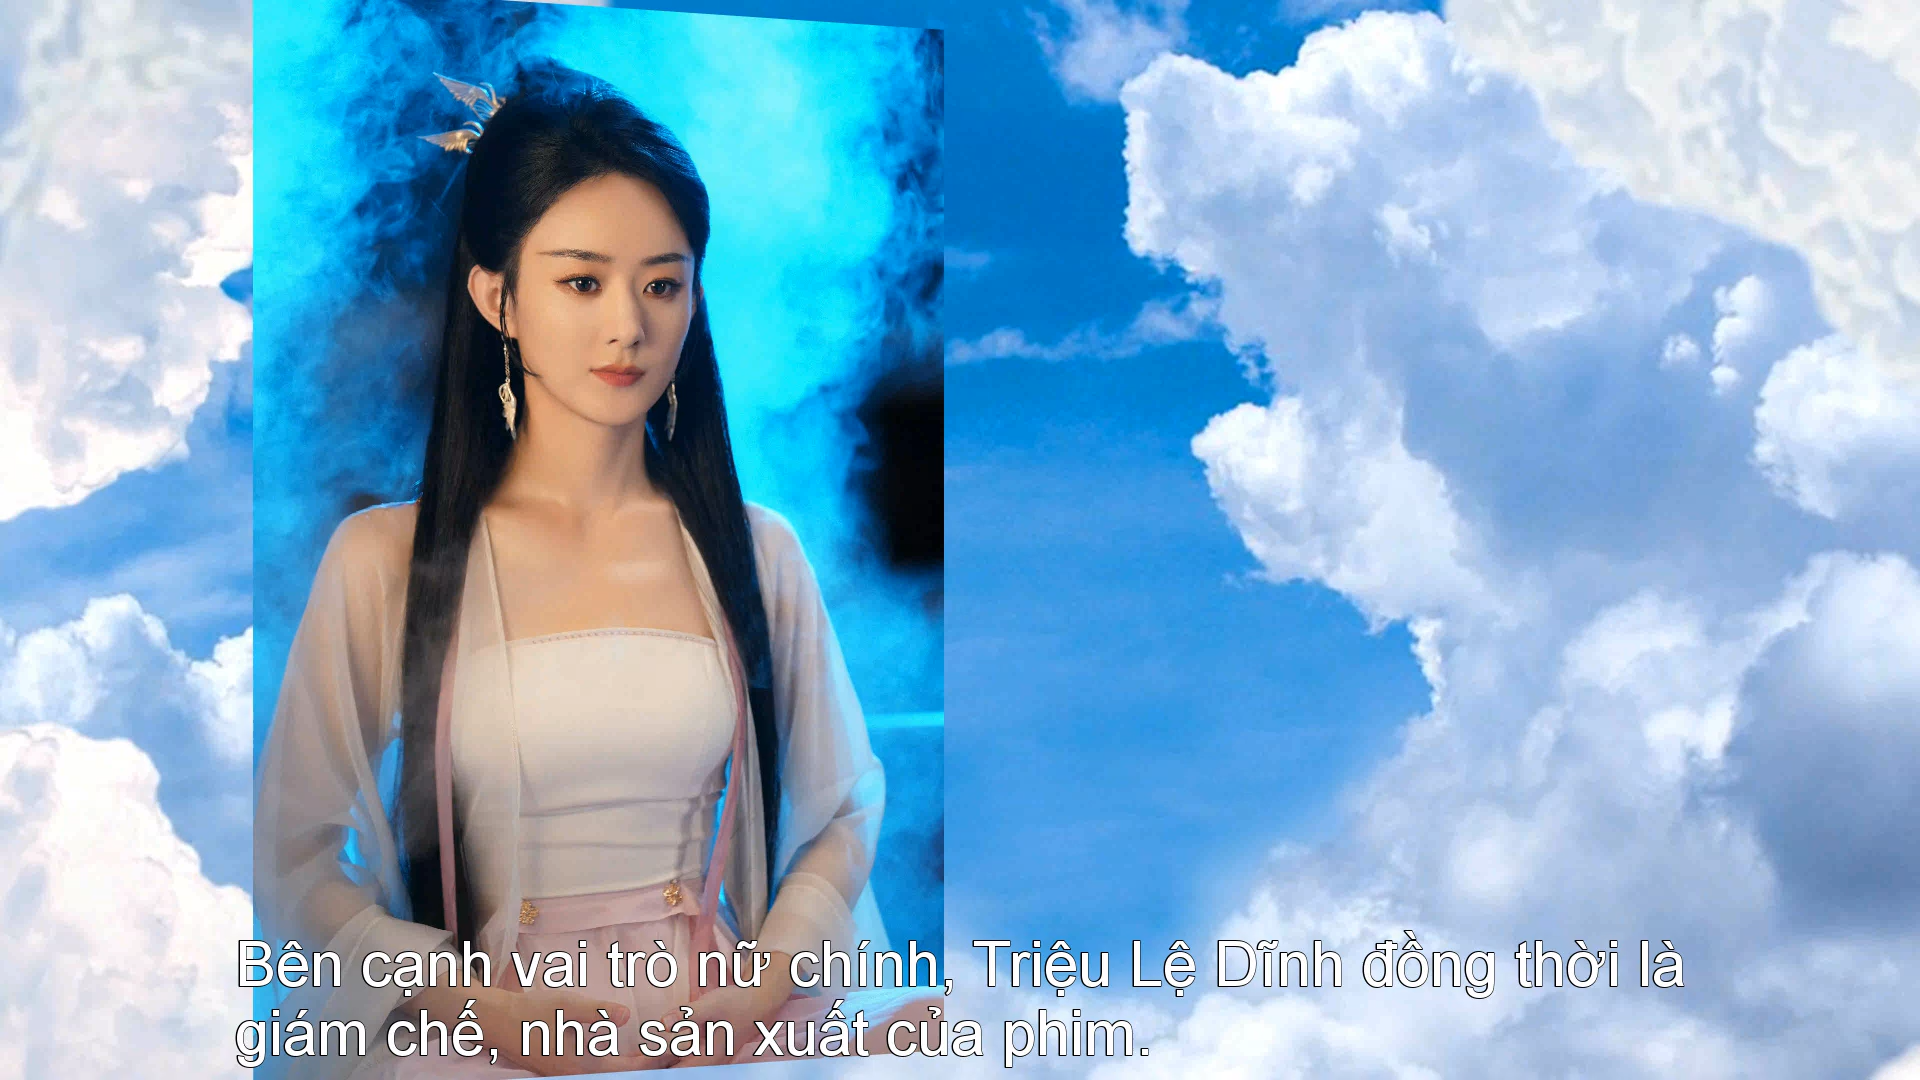 Bên cạnh vai trò nữ chính, Triệu Lệ Dĩnh đồng thời là
giám chế, nhà sản xuất của phim.